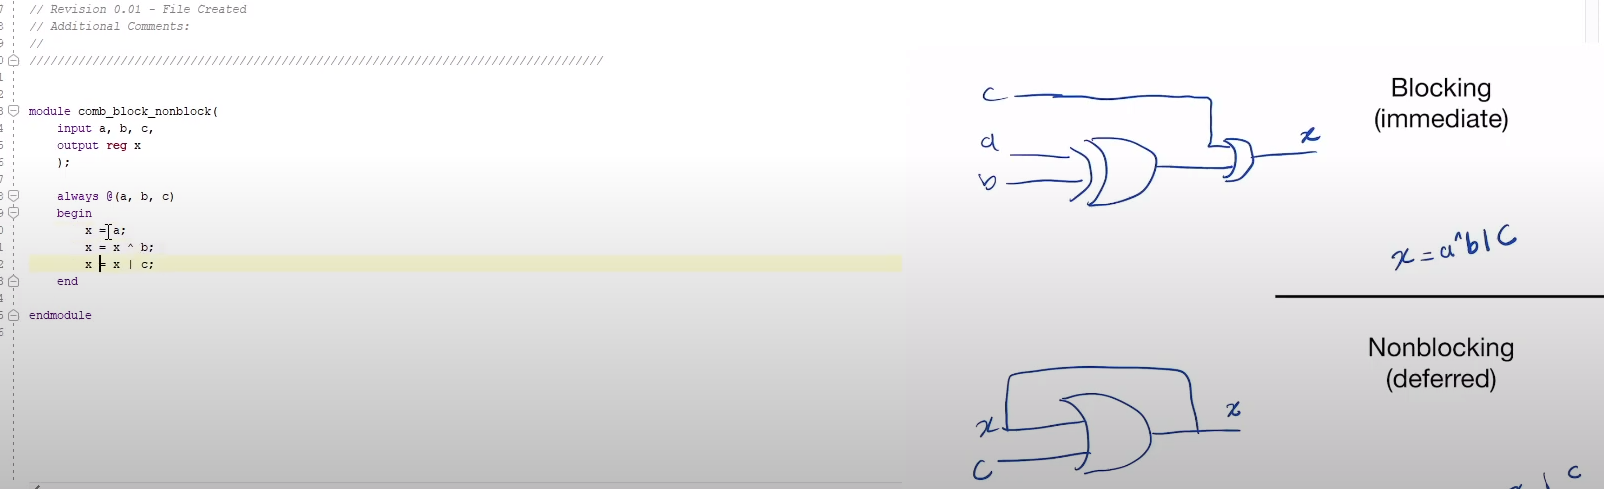 // Revision 0.01 - File Created
// Additional Comments:
//
//////////////////////////////////////////////////////////////////////////////////
module comb_block_nonblock(
input a, b, c,
output reg x
);
always @(a, b, c)
begin
x = a;
x = x ^ b;
x = x | c;
end
endmodule
c
a
b
x
Blocking
(immediate)
x = a^b|c
Nonblocking
(deferred)
x
c
x
| c